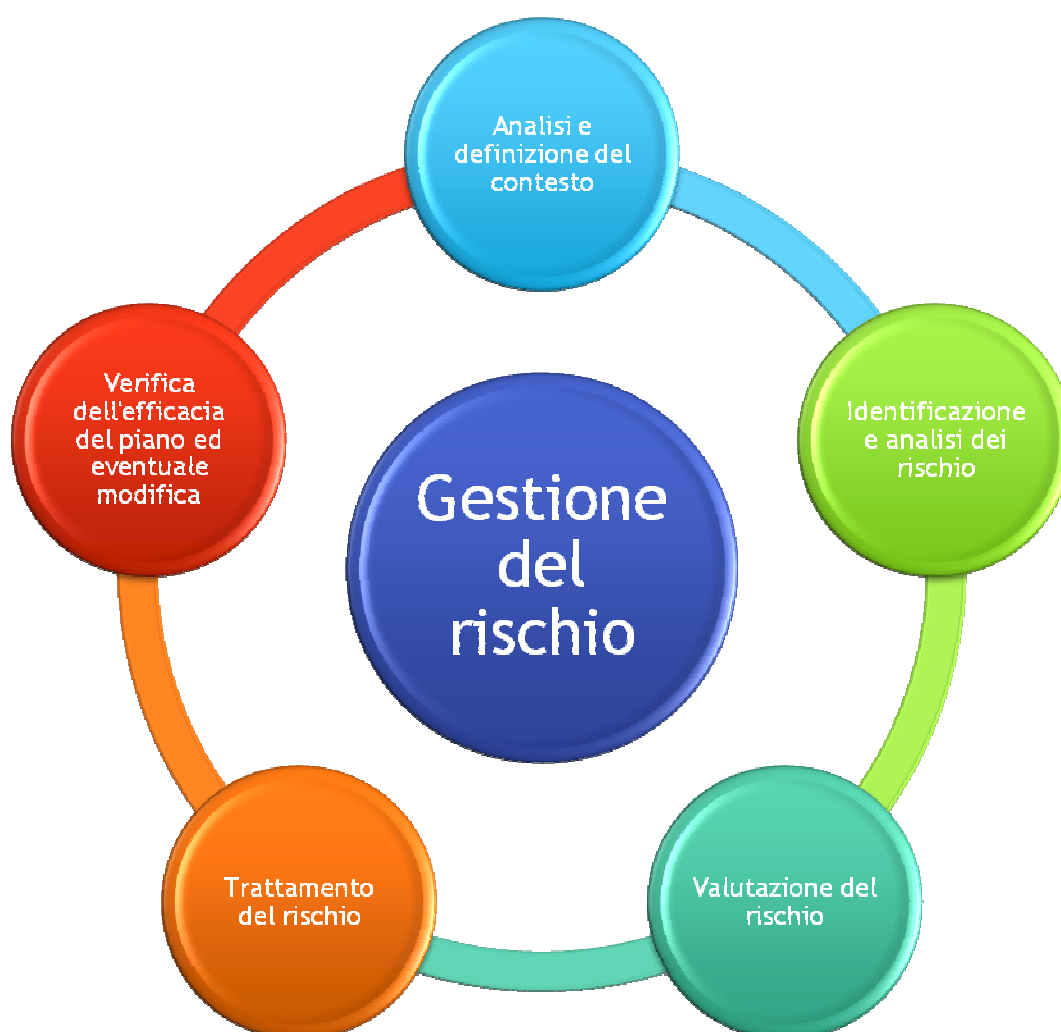 Analisi e
definizione del
contesto
Identificazione
e analisi dei
rischio
Valutazione del
rischio
Trattamento
del rischio
Verifica
dell'efficacia
del piano ed
eventuale
modifica
Gestione
del
rischio